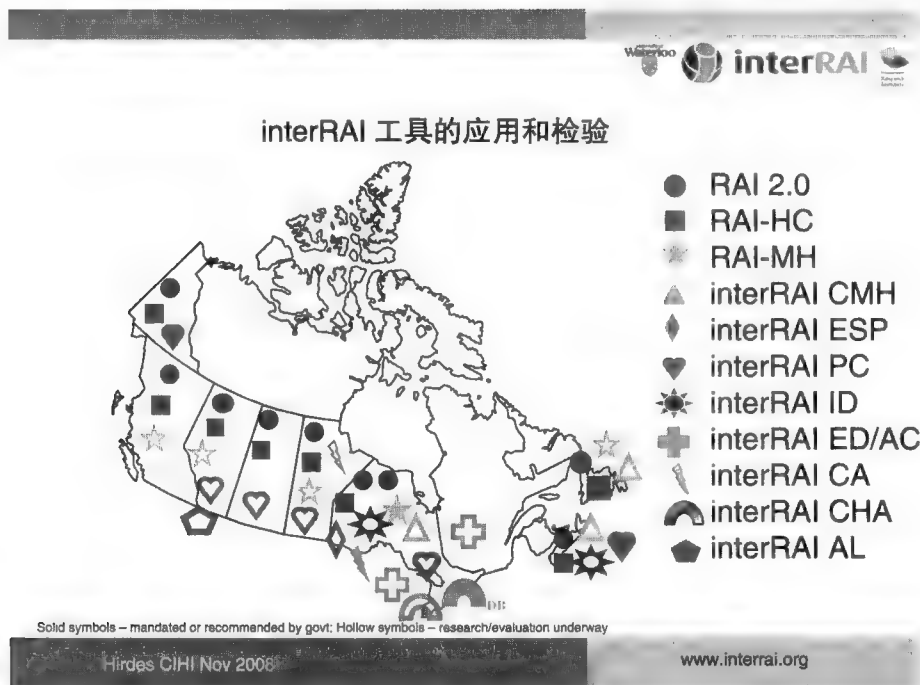 Waterloo
interRAI
interRAI 工具的应用和检验
RAI 2.0
RAI-HC
RAI-MH
interRAI CMH
interRAI ESP
interRAI PC
interRAI ID
interRAI ED/AC
interRAI CA
interRAI CHA
interRAI AL
DB
Solid symbols – mandated or recommended by govt; Hollow symbols – research/evaluation underway
Hirdes CIHI Nov 2008
www.interrai.org